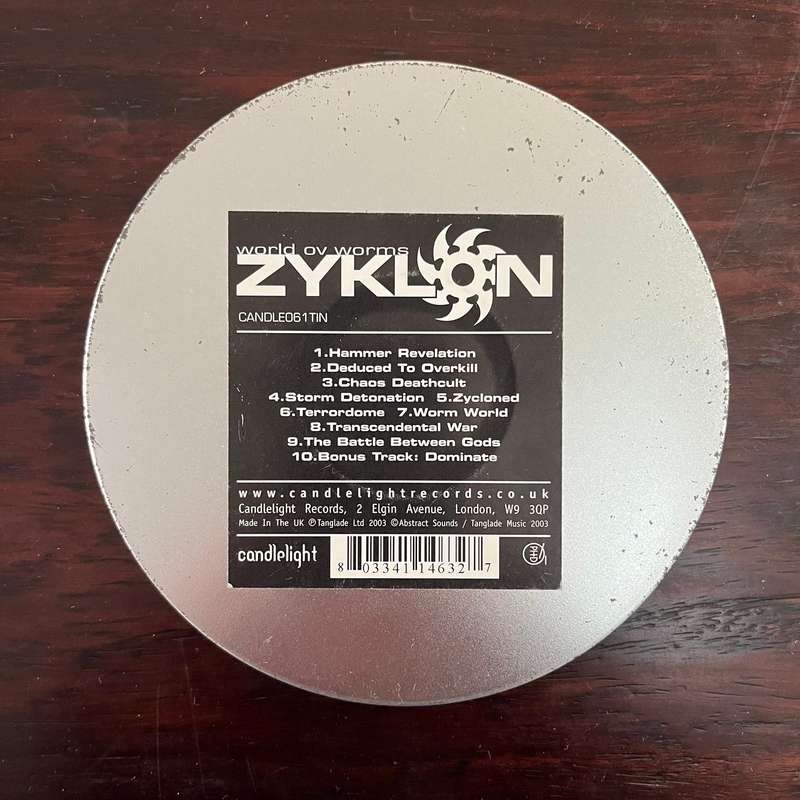 world ov worms
ZYKLON
CANDLE061TIN
1.Hammer Revelation
2.Deduced To Overkill
3.Chaos Deathcult
4.Storm Detonation 5.Zycloned
6.Terrordome 7.Worm World
8.Transcendental War
9.The Battle Between Gods
10.Bonus Track: Dominate
www.candlelightrecords.co.uk
Candlelight Records, 2 Elgin Avenue, London, W9 3QP
Made In The UK ℗Tanglade Ltd 2003 ©Abstract Sounds / Tanglade Music 2003
candlelight
8 03341 14632 7